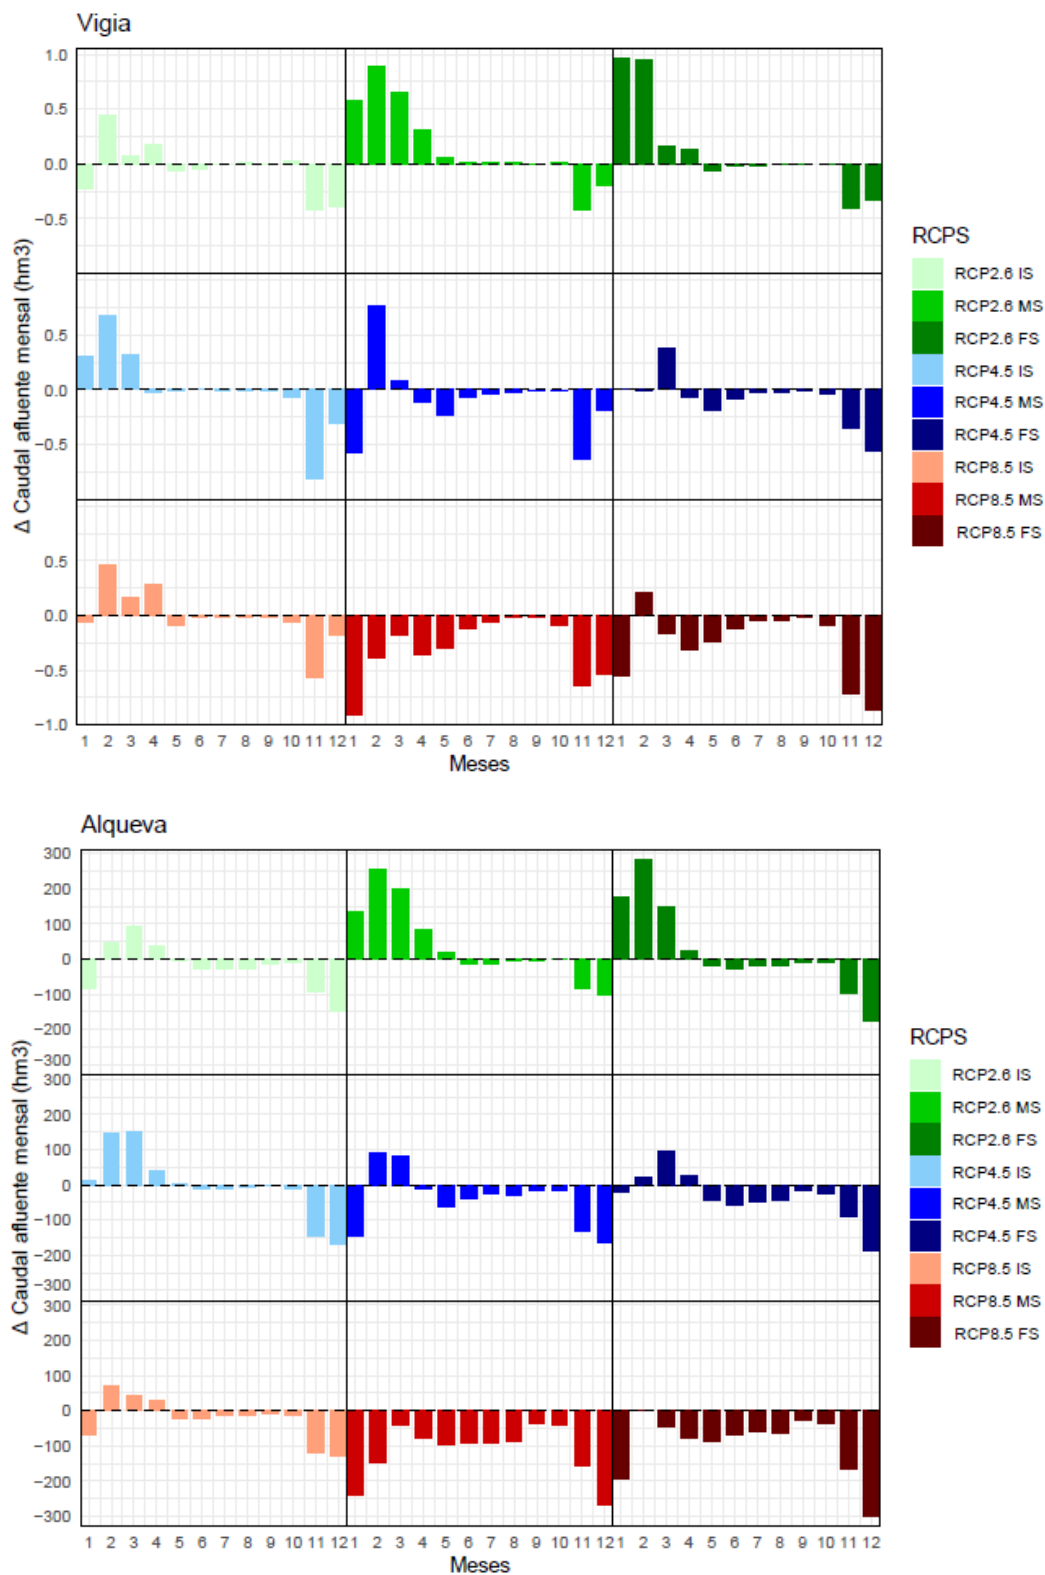 Vigia
1.0
0.5
0.0
−0.5
0.5
0.0
−0.5
0.5
0.0
−0.5
−1.0
Δ Caudal afluente mensal (hm3)
1 2 3 4 5 6 7 8 9 10 11 12 1 2 3 4 5 6 7 8 9 10 11 12 1 2 3 4 5 6 7 8 9 10 11 12
Meses
RCPS
RCP2.6 IS
RCP2.6 MS
RCP2.6 FS
RCP4.5 IS
RCP4.5 MS
RCP4.5 FS
RCP8.5 IS
RCP8.5 MS
RCP8.5 FS
Alqueva
300
200
100
0
−100
−200
−300
300
200
100
0
−100
−200
−300
300
200
100
0
−100
−200
−300
Δ Caudal afluente mensal (hm3)
1 2 3 4 5 6 7 8 9 10 11 12 1 2 3 4 5 6 7 8 9 10 11 12 1 2 3 4 5 6 7 8 9 10 11 12
Meses
RCPS
RCP2.6 IS
RCP2.6 MS
RCP2.6 FS
RCP4.5 IS
RCP4.5 MS
RCP4.5 FS
RCP8.5 IS
RCP8.5 MS
RCP8.5 FS